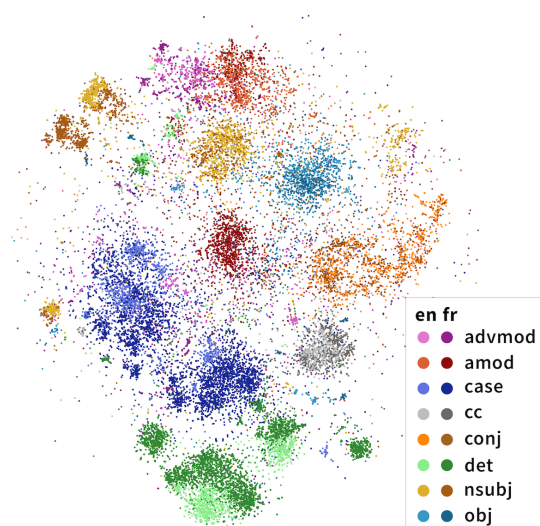 en fr
advmod
amod
case
cc
conj
det
nsubj
obj